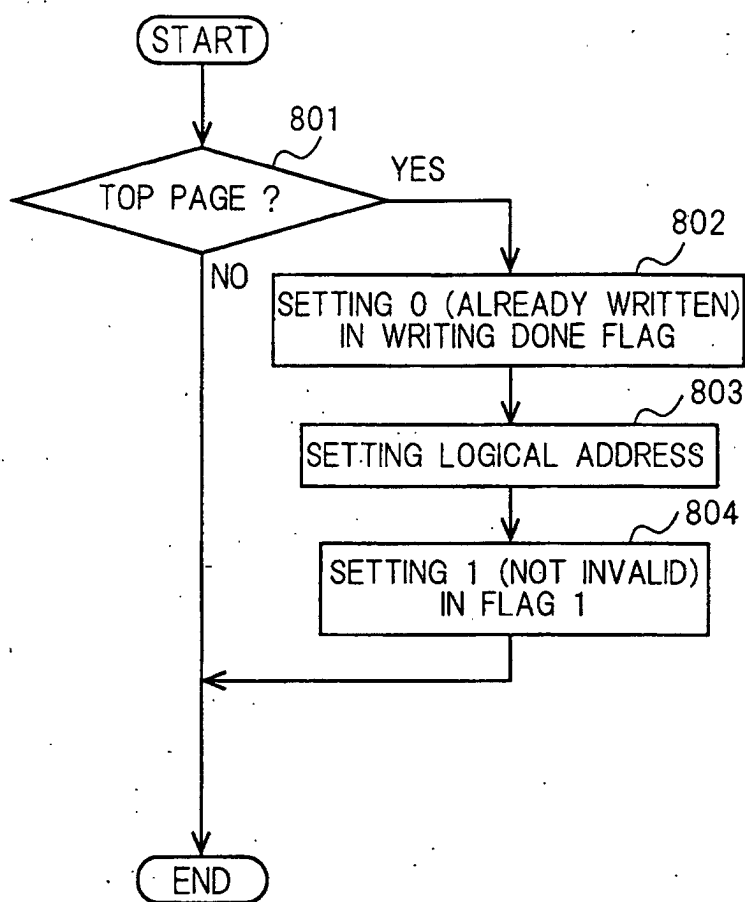 START
801
TOP PAGE ?
YES
NO
802
SETTING 0 (ALREADY WRITTEN)
IN WRITING DONE FLAG
803
SETTING LOGICAL ADDRESS
804
SETTING 1 (NOT INVALID)
IN FLAG 1
END